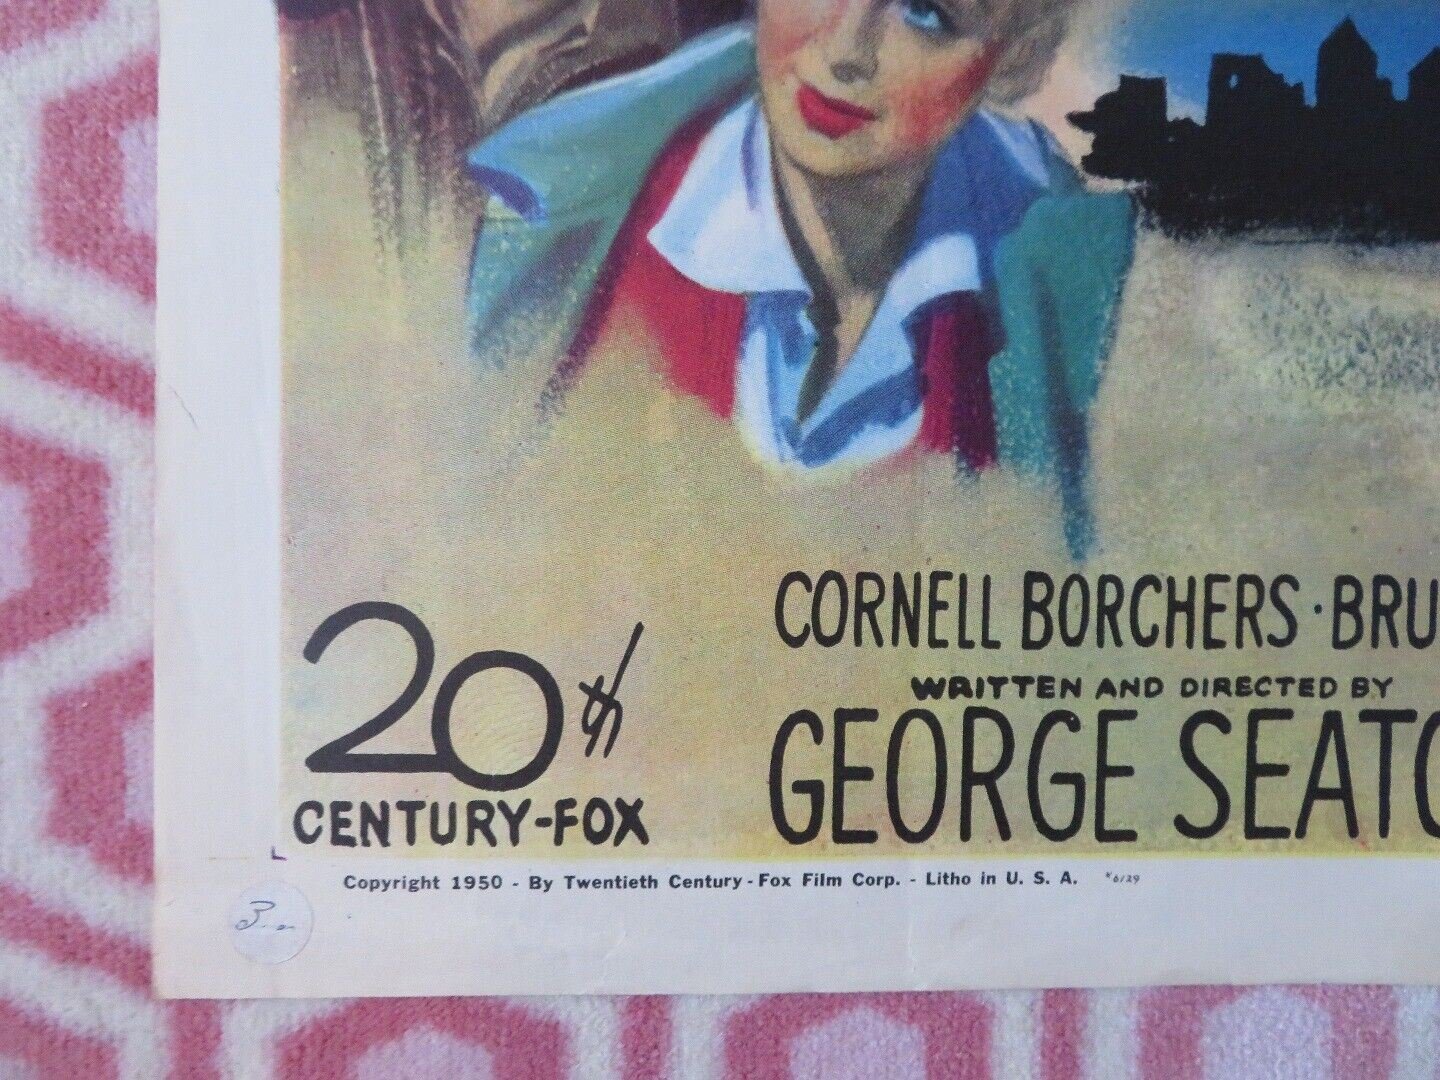 CORNELL BORCHERS · BRU
WRITTEN AND DIRECTED BY
GEORGE SEATO
20th
CENTURY-FOX
Copyright 1950 - By Twentieth Century-Fox Film Corp. - Litho in U. S. A.